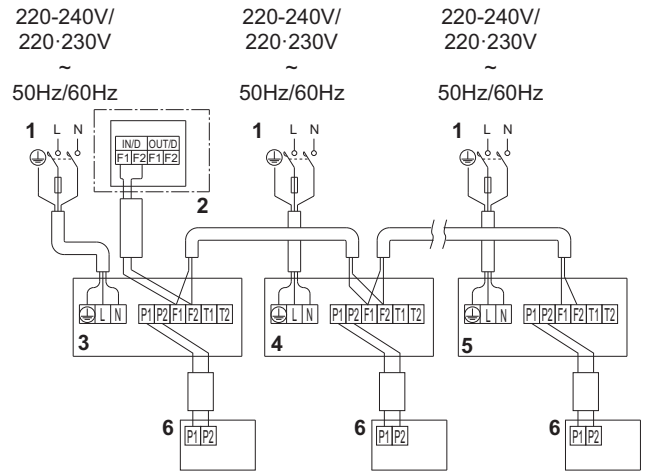 220-240V/ 220-240V/ 220-240V/
220·230V 220·230V 220·230V
~ ~ ~
50Hz/60Hz 50Hz/60Hz 50Hz/60Hz
1 L N 1 L N 1 L N
IN/D OUT/D
F1 F2 F1 F2
2
L N P1 P2 F1 F2 T1 T2 L N P1 P2 F1 F2 T1 T2 L N P1 P2 F1 F2 T1 T2
3 4 5
6 P1 P2 6 P1 P2 6 P1 P2